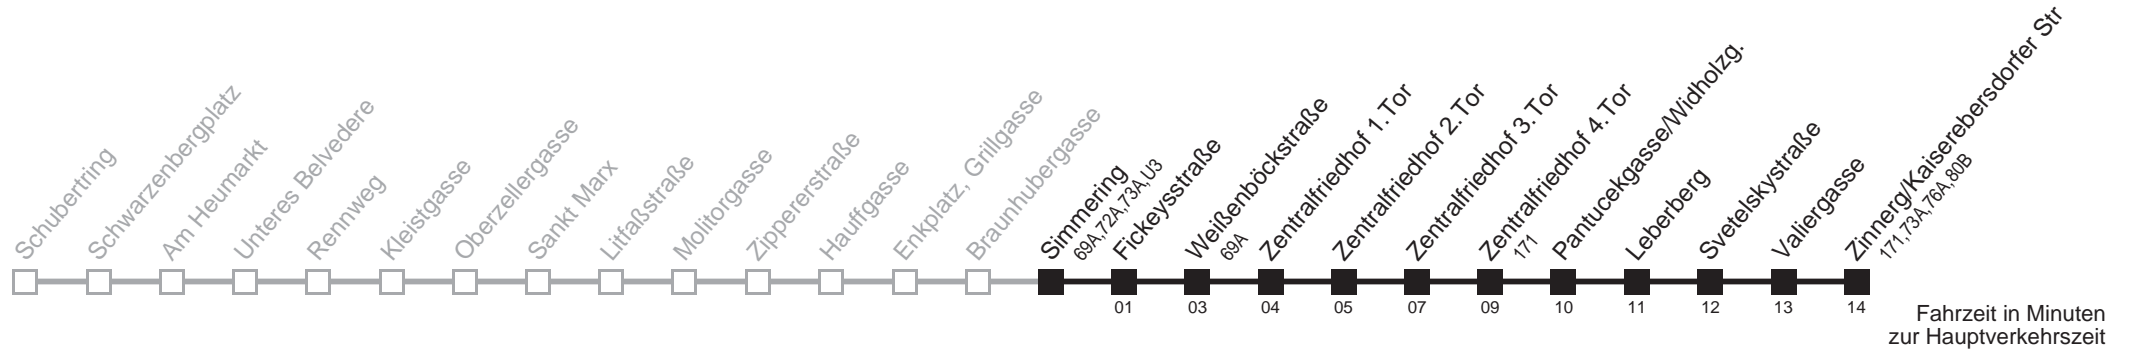 Schubertring
Schwarzenbergplatz
Am Heumarkt
Unteres Belvedere
Rennweg
Kleistgasse
Oberzellergasse
Sankt Marx
Litfaßstraße
Molitorgasse
Zippererstraße
Hauffgasse
Enkplatz, Grillgasse
Braunhubergasse
Simmering
69A,72A,73A,U3
Fickeysstraße
Weißenböckstraße
69A
Zentralfriedhof 1.Tor
Zentralfriedhof 2.Tor
Zentralfriedhof 3.Tor
Zentralfriedhof 4.Tor
171
Pantucekgasse/Widholzg.
Leberberg
Svetelskystraße
Valiergasse
Zinnerg/Kaiserebersdorfer Str
171,73A,76A,80B
01 03 04 05 07 09 10 11 12 13 14
Fahrzeit in Minuten
zur Hauptverkehrszeit